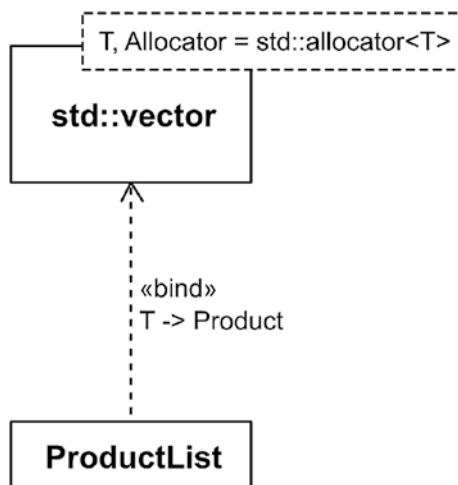 T, Allocator = std::allocator<T>
std::vector
«bind»
T -> Product
ProductList